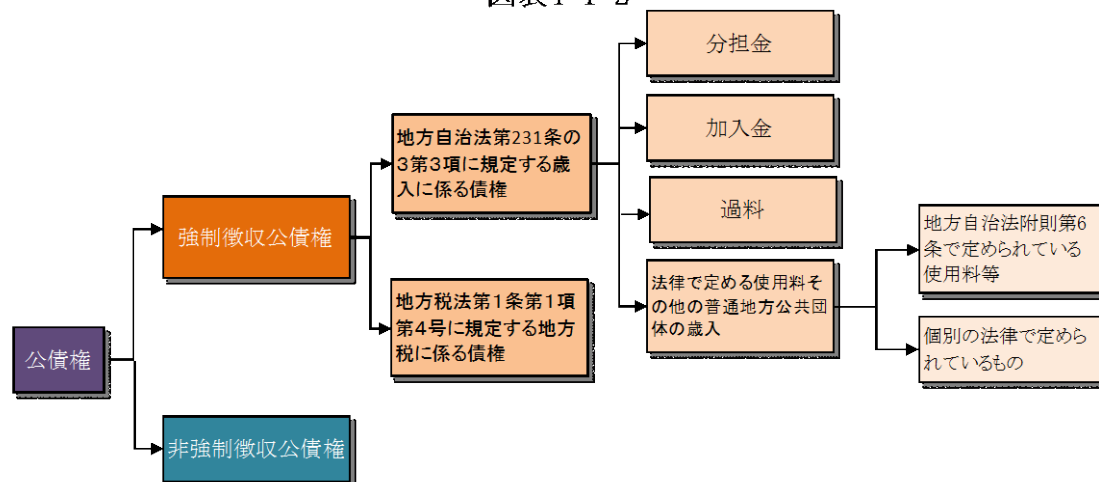 図表1-1-2
分担金
加入金
過料
地方自治法第231条の
3第3項に規定する歳
入に係る債権
強制徴収公債権
法律で定める使用料そ
の他の普通地方公共団
体の歳入
地方自治法附則第6
条で定められている
使用料等
個別の法律で定めら
れているもの
地方税法第1条第1項
第4号に規定する地方
税に係る債権
公債権
非強制徴収公債権